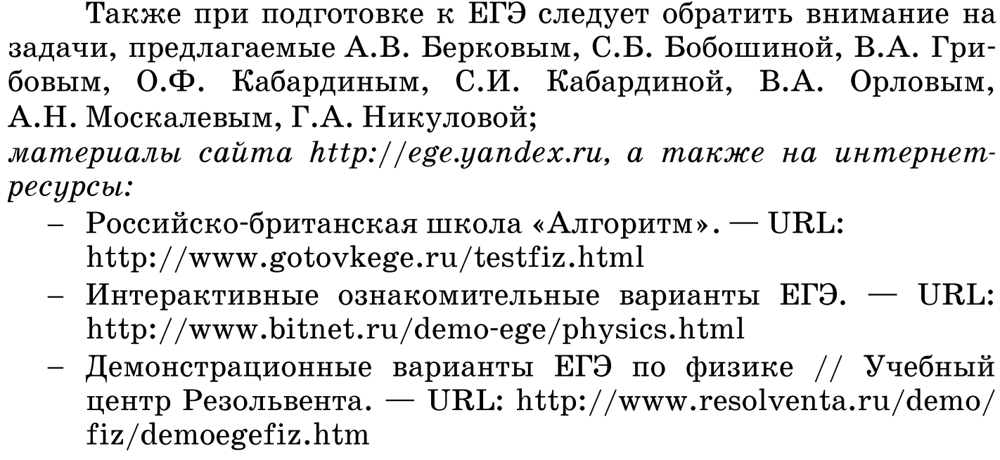 Также при подготовке к ЕГЭ следует обратить внимание на
задачи, предлагаемые А.В. Берковым, С.Б. Бобошиной, В.А. Гри-
бовым, О.Ф. Кабардиным, С.И. Кабардиной, В.А. Орловым,
А.Н. Москалевым, Г.А. Никуловой;
материалы сайта http://ege.yandex.ru, а также на интернет-
ресурсы:
– Российско-британская школа «Алгоритм». — URL:
http://www.gotovkege.ru/testfiz.html
– Интерактивные ознакомительные варианты ЕГЭ. — URL:
http://www.bitnet.ru/demo-ege/physics.html
– Демонстрационные варианты ЕГЭ по физике // Учебный
центр Резольвента. — URL: http://www.resolventa.ru/demo/
fiz/demoegefiz.htm